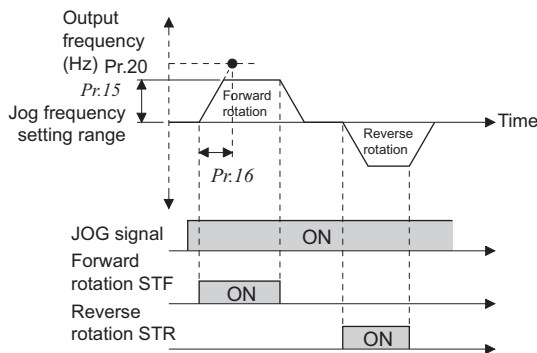 Output
frequency
(Hz) Pr.20
Pr.15
Jog frequency
setting range
Forward
rotation
Time
Reverse
rotation
Pr.16
JOG signal
ON
Forward
rotation STF
ON
Reverse
rotation STR
ON